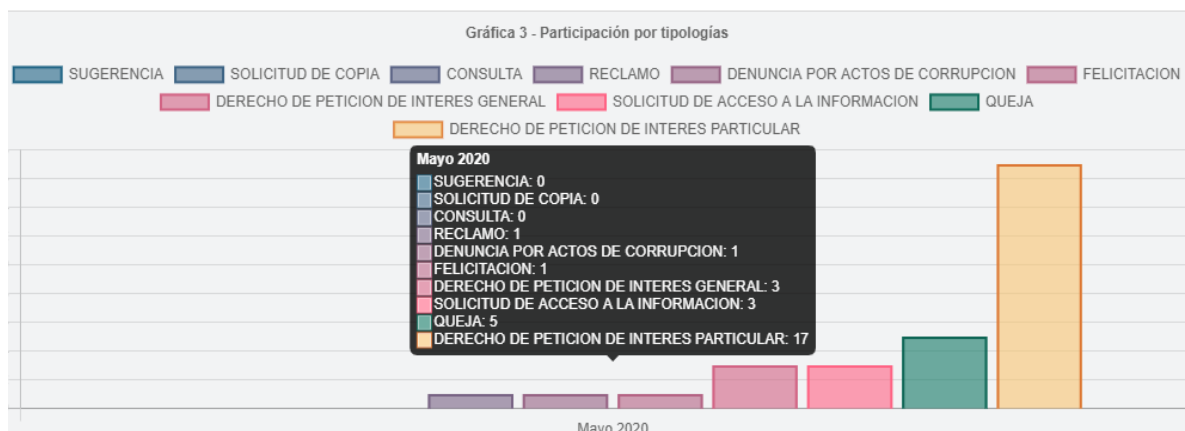 Gráfica 3 - Participación por tipologías
SUGERENCIA SOLICITUD DE COPIA CONSULTA RECLAMO DENUNCIA POR ACTOS DE CORRUPCION FELICITACION
DERECHO DE PETICION DE INTERES GENERAL SOLICITUD DE ACCESO A LA INFORMACION QUEJA
DERECHO DE PETICION DE INTERES PARTICULAR
Mayo 2020
SUGERENCIA: 0
SOLICITUD DE COPIA: 0
CONSULTA: 0
RECLAMO: 1
DENUNCIA POR ACTOS DE CORRUPCION: 1
FELICITACION: 1
DERECHO DE PETICION DE INTERES GENERAL: 3
SOLICITUD DE ACCESO A LA INFORMACION: 3
QUEJA: 5
DERECHO DE PETICION DE INTERES PARTICULAR: 17
Mayo 2020